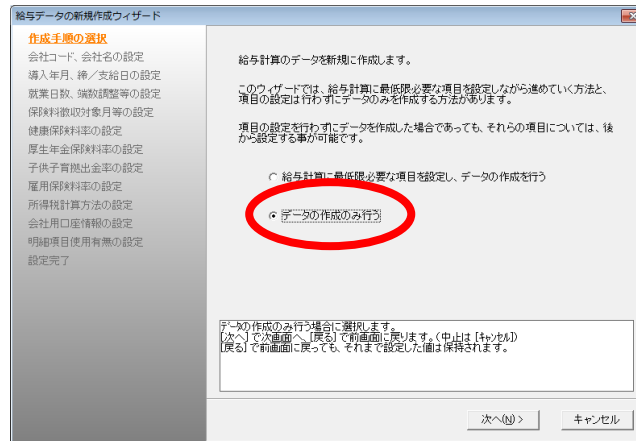 給与データの新規作成ウィザード
作成手順の選択
会社コード、会社名の設定
導入年月、締／支給日の設定
就業日数、端数調整等の設定
保険料徴収対象月等の設定
健康保険料率の設定
厚生年金保険料率の設定
子供子育拠出金率の設定
雇用保険料率の設定
所得税計算方法の設定
会社用口座情報の設定
明細項目使用有無の設定
設定完了
給与計算のデータを新規に作成します。
このウィザードでは、給与計算に最低限必要な項目を設定しながら進めていく方法と、
項目の設定は行わずにデータのみを作成する方法があります。
項目の設定を行わずにデータを作成した場合であっても、それらの項目については、後
から設定する事が可能です。
給与計算に最低限必要な項目を設定し、データの作成を行う
データの作成のみ行う
データの作成のみ行う場合に選択します。
[次へ]で次画面へ、[戻る]で前画面に戻ります。(中止は[キャンセル])
[戻る]で前画面に戻っても、それまで設定した値は保持されます。
次へ(N) >
キャンセル